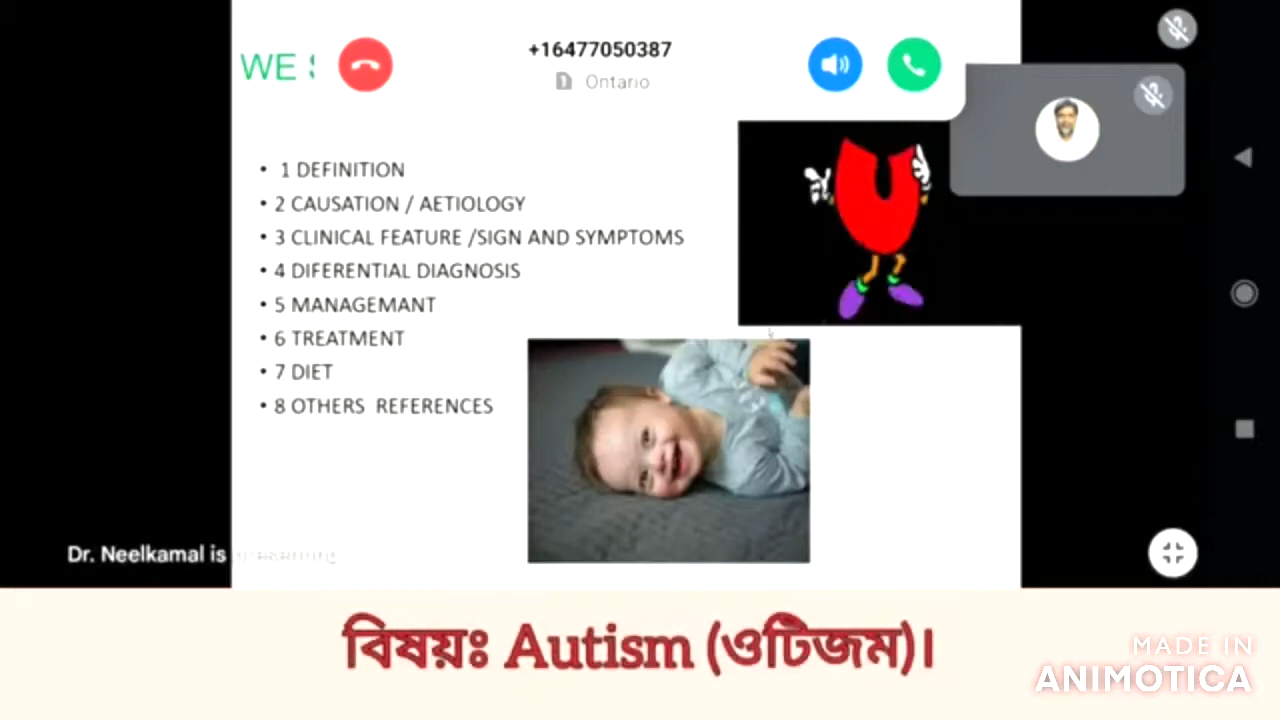 WE
+16477050387
Ontario
• 1 DEFINITION
• 2 CAUSATION / AETIOLOGY
• 3 CLINICAL FEATURE /SIGN AND SYMPTOMS
• 4 DIFERENTIAL DIAGNOSIS
• 5 MANAGEMANT
• 6 TREATMENT
• 7 DIET
• 8 OTHERS REFERENCES
Dr. Neelkamal is presenting
বিষয়ঃ Autism (ওটিজম)।
MADE IN
ANIMOTICA